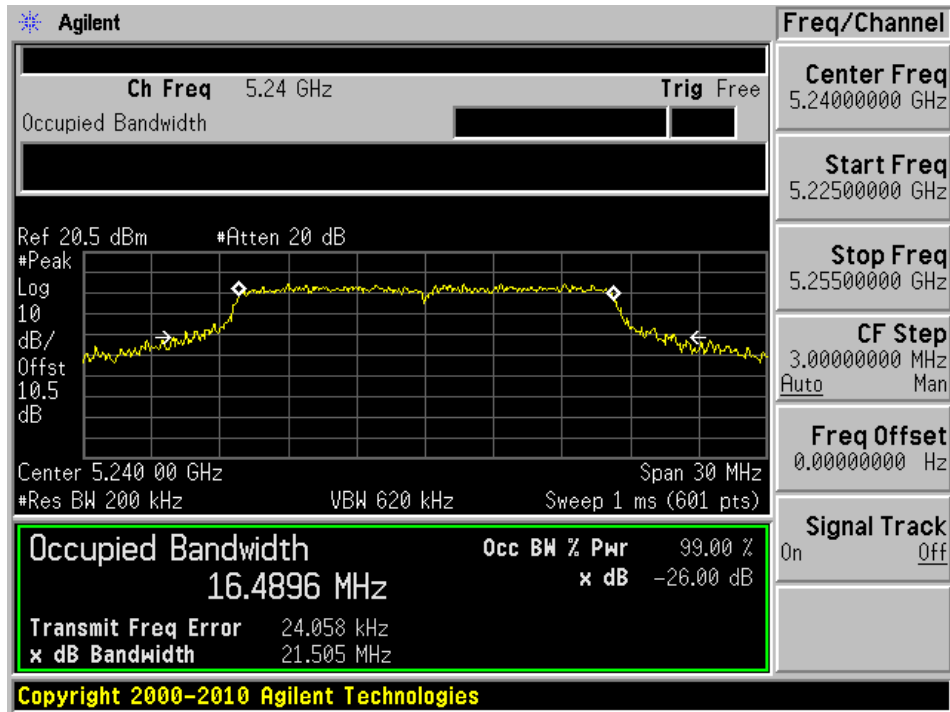 Agilent
Freq/Channel
Ch Freq 5.24 GHz Trig Free
Occupied Bandwidth
Center Freq
5.24000000 GHz
Start Freq
5.22500000 GHz
Stop Freq
5.25500000 GHz
CF Step
3.00000000 MHz
Auto Man
Freq Offset
0.00000000 Hz
Signal Track
On Off
Ref 20.5 dBm #Atten 20 dB
#Peak
Log
10
dB/
Offst
10.5
dB
Center 5.240 00 GHz Span 30 MHz
#Res BW 200 kHz VBW 620 kHz Sweep 1 ms (601 pts)
Occupied Bandwidth Occ BW % Pwr 99.00 %
16.4896 MHz x dB -26.00 dB
Transmit Freq Error 24.058 kHz
x dB Bandwidth 21.505 MHz
Copyright 2000-2010 Agilent Technologies